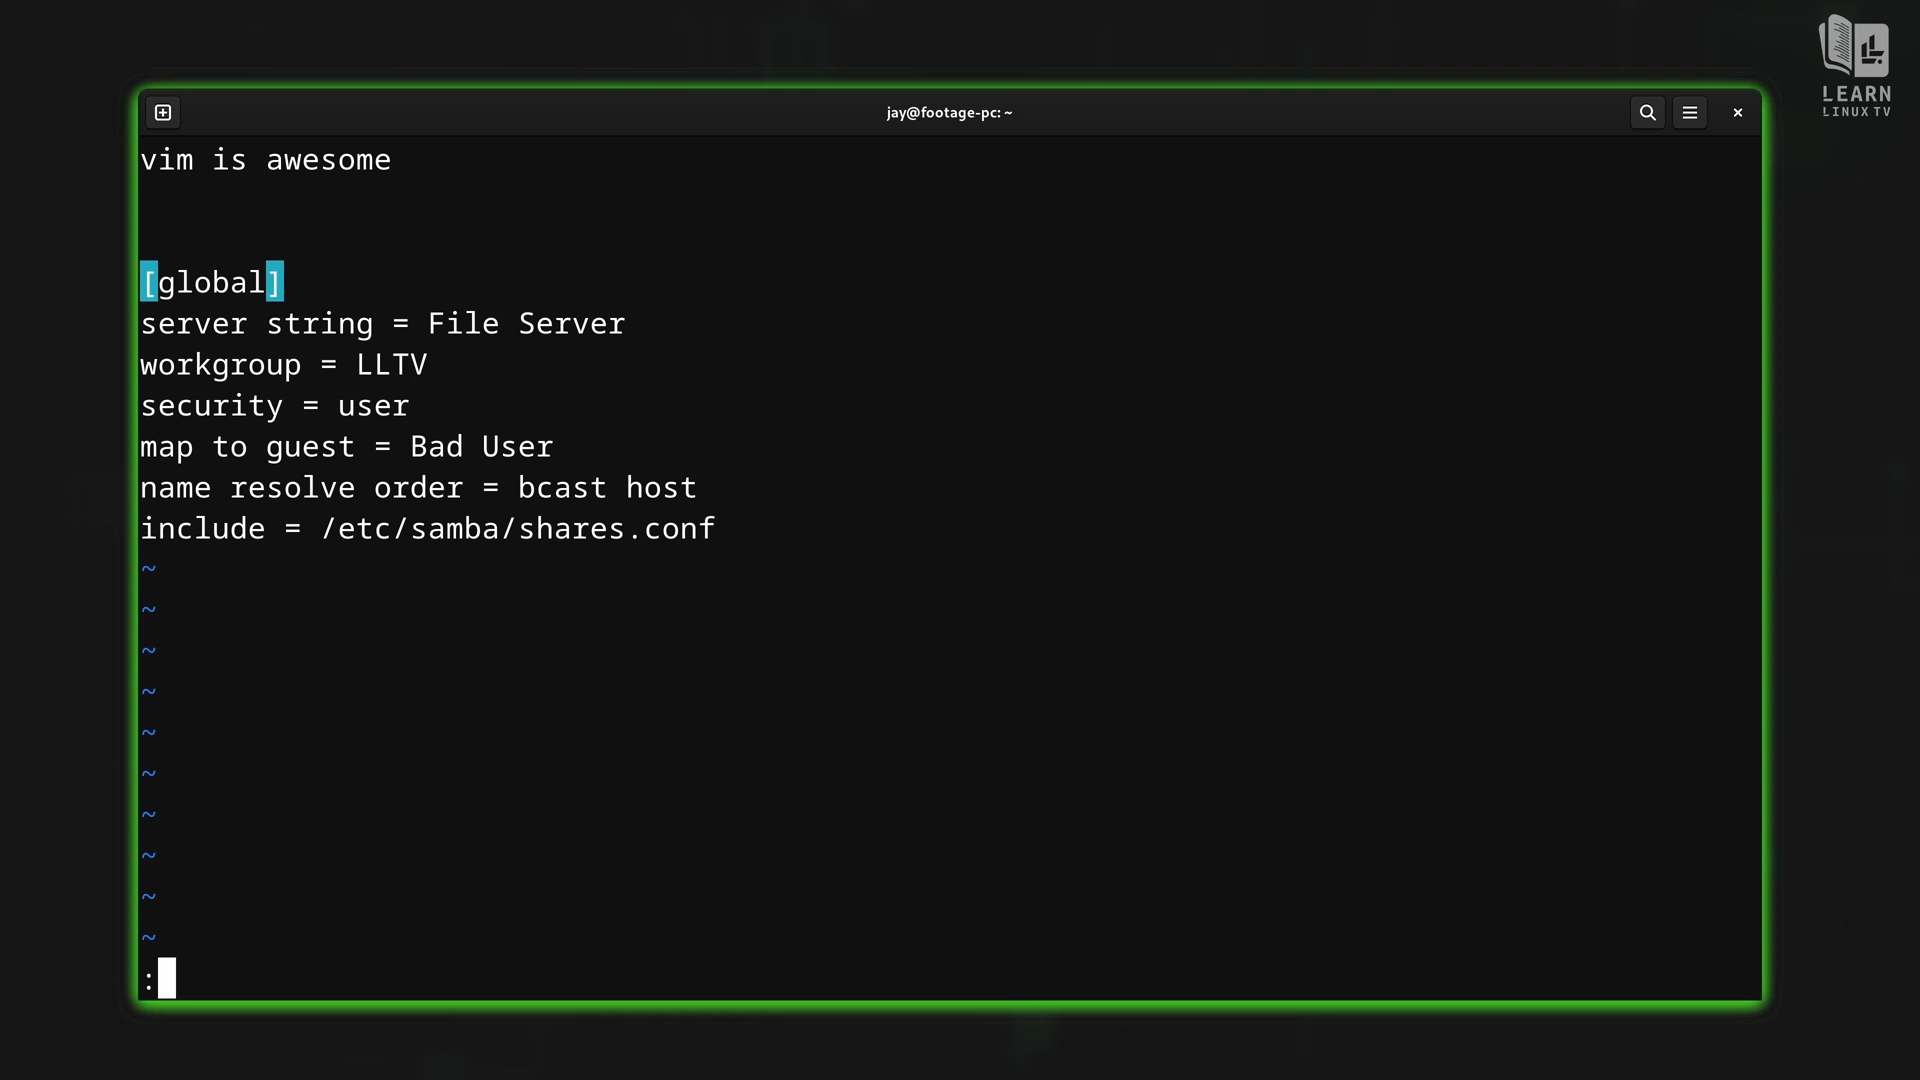 LEARN
LINUX TV
jay@footage-pc: ~
vim is awesome
[global]
server string = File Server
workgroup = LLTV
security = user
map to guest = Bad User
name resolve order = bcast host
include = /etc/samba/shares.conf
~
~
~
~
~
~
~
~
~
~
: